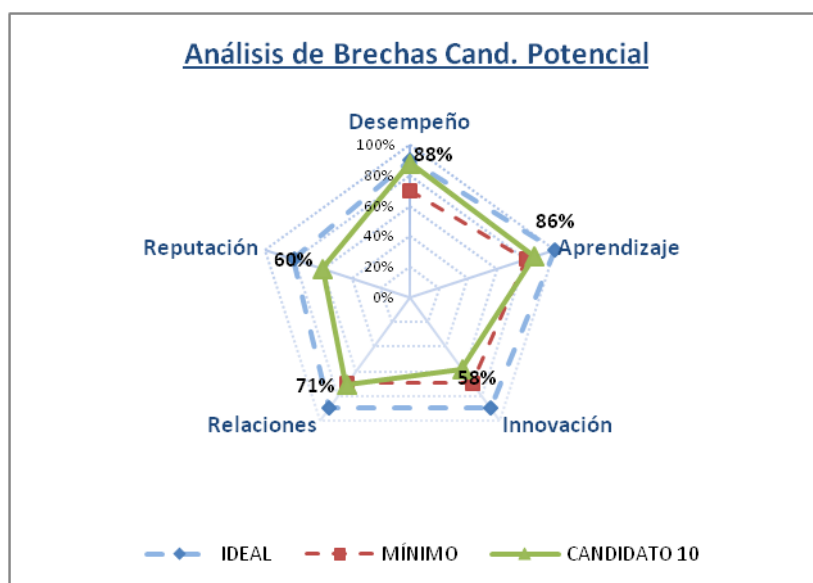 Análisis de Brechas Cand. Potencial
Desempeño
100%
88%
80%
86%
60%
Reputación
Aprendizaje
40%
60%
20%
0%
71%
58%
Relaciones
Innovación
IDEAL
MÍNIMO
CANDIDATO 10